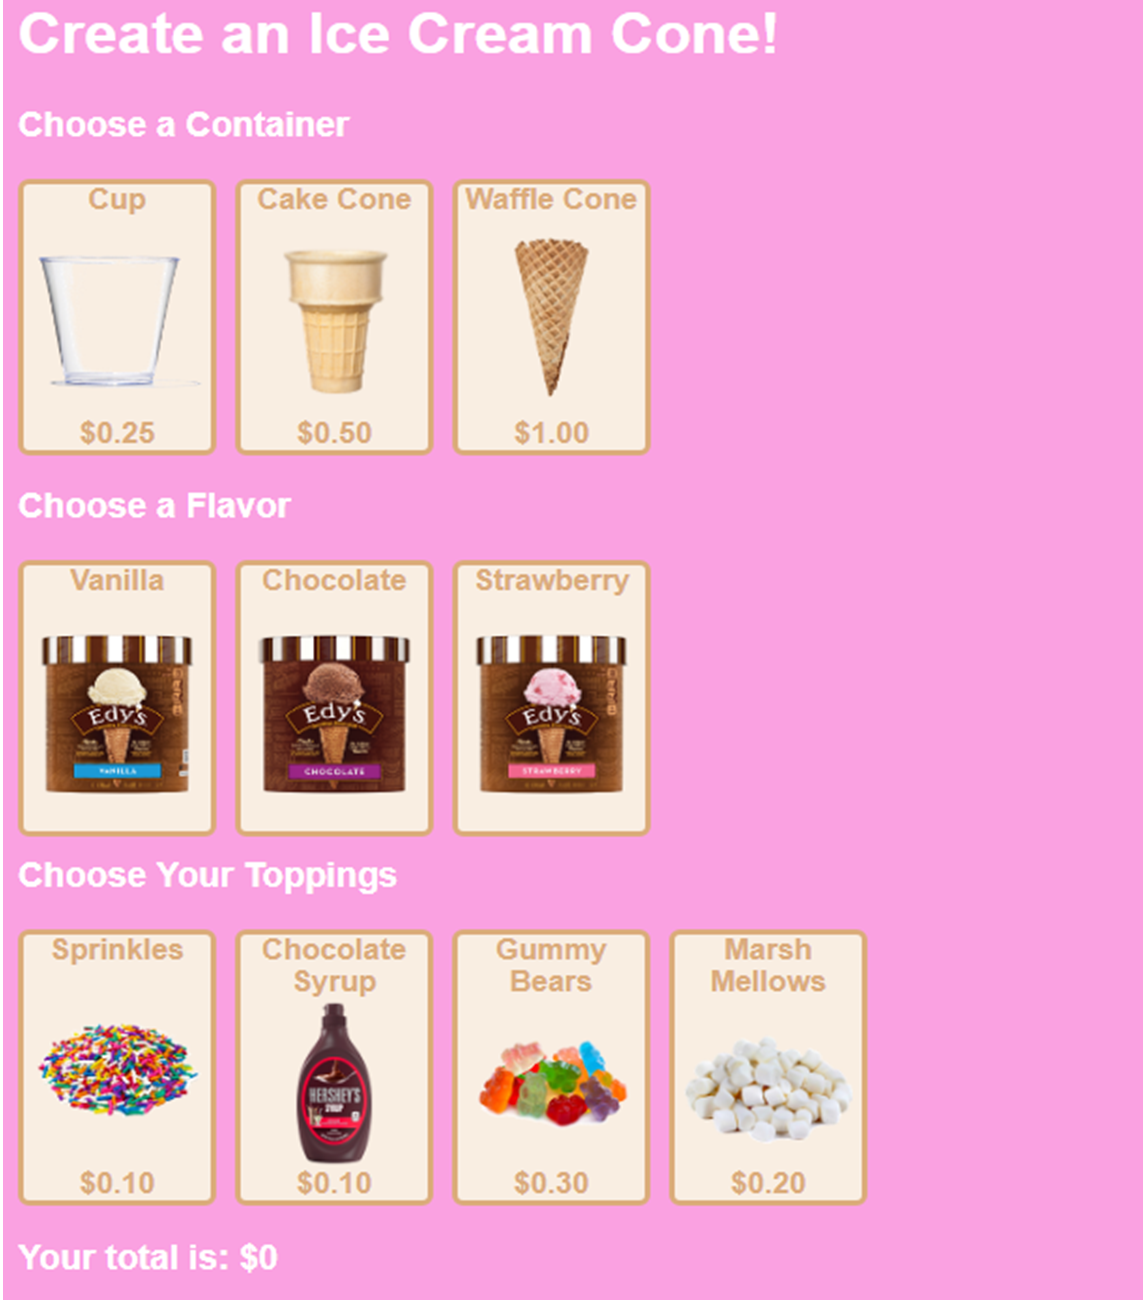 Create an Ice Cream Cone!
Choose a Container
Cup
Cake Cone
Waffle Cone
$0.25
$0.50
$1.00
Choose a Flavor
Vanilla
Chocolate
Strawberry
Edy's
VANILLA
Edy's
CHOCOLATE
Edy's
STRAWBERRY
Choose Your Toppings
Sprinkles
Chocolate
Syrup
Gummy
Bears
Marsh
Mellows
HERSHEY'S
SYRUP
$0.10
$0.10
$0.30
$0.20
Your total is: $0